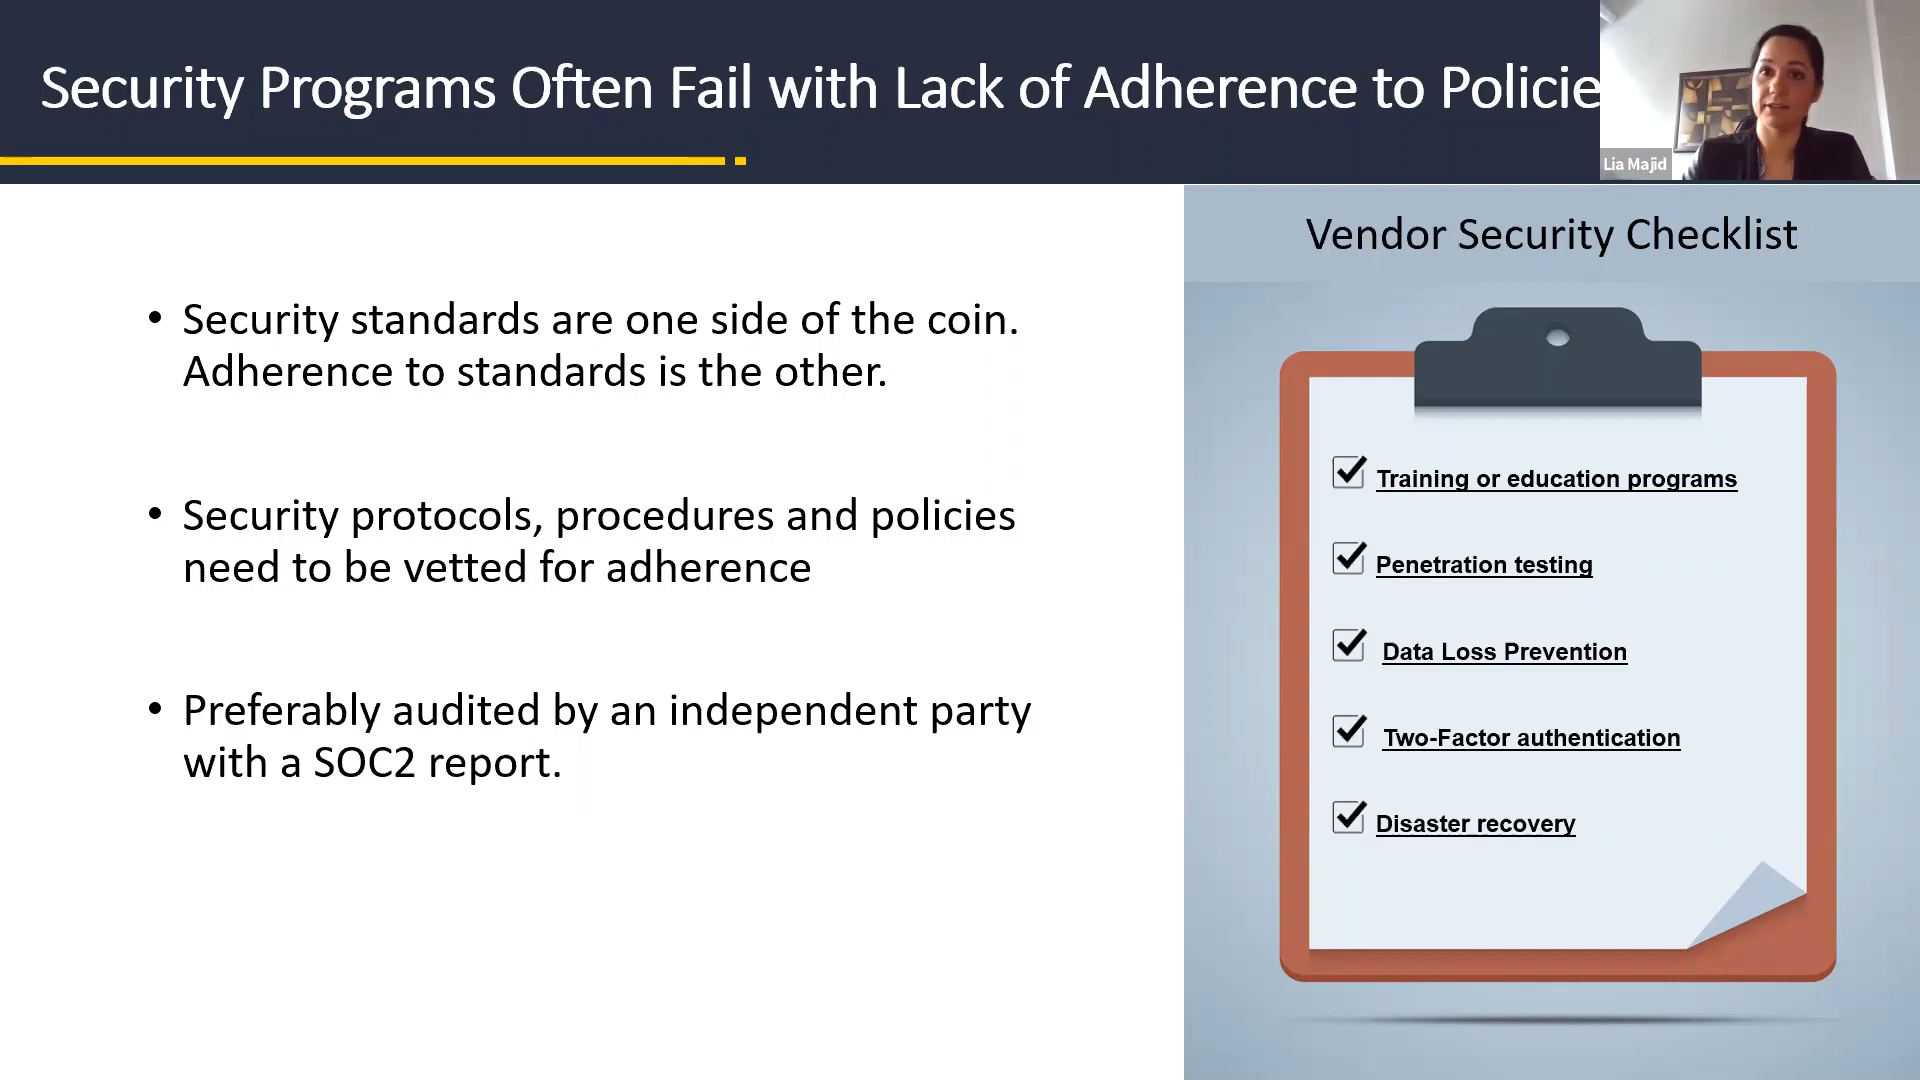 Security Programs Often Fail with Lack of Adherence to Policie
Lia Majid
• Security standards are one side of the coin.
Adherence to standards is the other.
• Security protocols, procedures and policies
need to be vetted for adherence
• Preferably audited by an independent party
with a SOC2 report.
Vendor Security Checklist
Training or education programs
Penetration testing
Data Loss Prevention
Two-Factor authentication
Disaster recovery